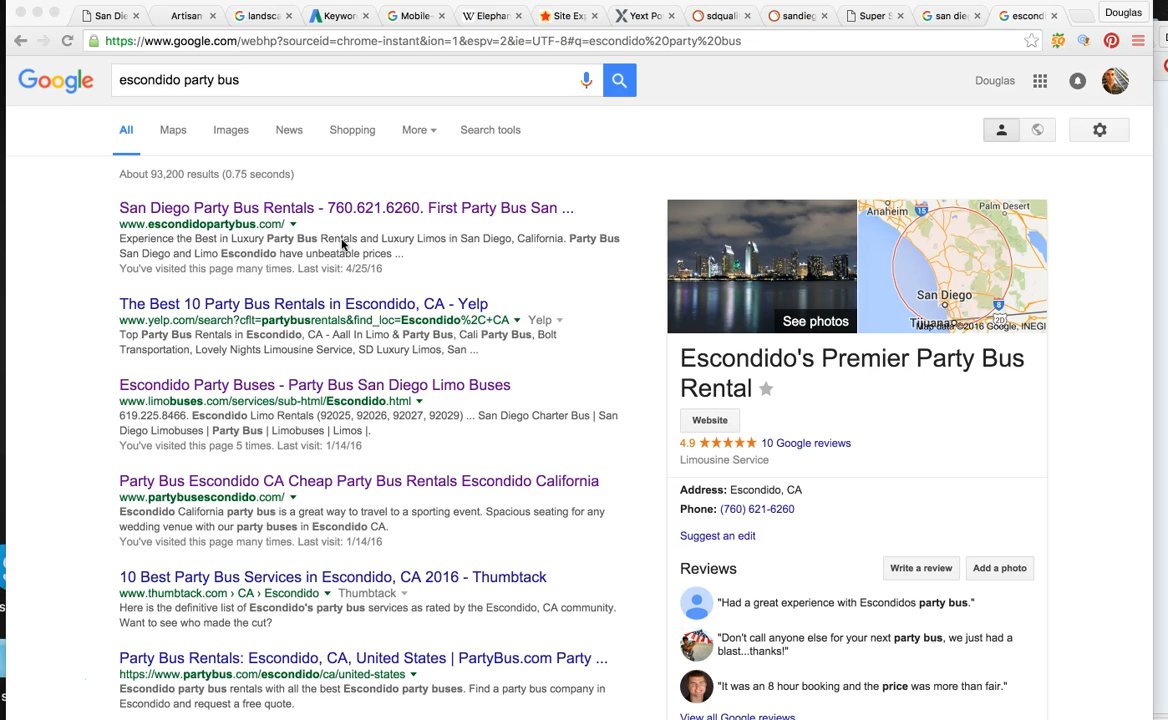 San Die
Artisan
landsca
Keywor
Mobile-
Elephar
Site Ex
Yext Po
sdquali
sandieg
Super S
san die
escond
Douglas
https://www.google.com/webhp?sourceid=chrome-instant&ion=1&espv=2&ie=UTF-8#q=escondido%20party%20bus
Google
escondido party bus
Douglas
All Maps Images News Shopping More Search tools
About 93,200 results (0.75 seconds)
San Diego Party Bus Rentals - 760.621.6260. First Party Bus San ...
www.escondidopartybus.com/
Experience the Best in Luxury Party Bus Rentals and Luxury Limos in San Diego, California. Party Bus
San Diego and Limo Escondido have unbeatable prices ...
You've visited this page many times. Last visit: 4/25/16
The Best 10 Party Bus Rentals in Escondido, CA - Yelp
www.yelp.com/search?cflt=partybusrentals&find_loc=Escondido%2C+CA Yelp
Top Party Bus Rentals in Escondido, CA - Aall In Limo & Party Bus, Cali Party Bus, Bolt
Transportation, Lovely Nights Limousine Service, SD Luxury Limos, San ...
Escondido Party Buses - Party Bus San Diego Limo Buses
www.limobuses.com/services/sub-html/Escondido.html
619.225.8466. Escondido Limo Rentals (92025, 92026, 92027, 92029) ... San Diego Charter Bus | San
Diego Limobuses | Party Bus | Limobuses | Limos |.
You've visited this page 5 times. Last visit: 1/14/16
Party Bus Escondido CA Cheap Party Bus Rentals Escondido California
www.partybusescondido.com/
Escondido California party bus is a great way to travel to a sporting event. Spacious seating for any
wedding venue with our party buses in Escondido CA.
You've visited this page many times. Last visit: 1/14/16
10 Best Party Bus Services in Escondido, CA 2016 - Thumbtack
www.thumbtack.com › CA › Escondido Thumbtack
Here is the definitive list of Escondido's party bus services as rated by the Escondido, CA community.
Want to see who made the cut?
Party Bus Rentals: Escondido, CA, United States | PartyBus.com Party ...
https://www.partybus.com/escondido/ca/united-states
Escondido party bus rentals with all the best Escondido party buses. Find a party bus company in
Escondido and request a free quote.
See photos
Anaheim
15
Palm Desert
San Diego
8
Tijuana
Map data ©2016 Google, INEGI
Escondido's Premier Party Bus
Rental
Website
4.9 10 Google reviews
Limousine Service
Address: Escondido, CA
Phone: (760) 621-6260
Suggest an edit
Reviews
Write a review
Add a photo
"Had a great experience with Escondidos party bus."
"Don't call anyone else for your next party bus, we just had a
blast...thanks!"
"It was an 8 hour booking and the price was more than fair."
View all Google reviews